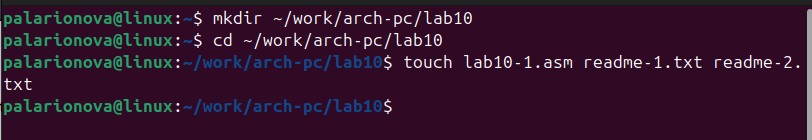 palarionova@linux:~$ mkdir ~/work/arch-pc/lab10
palarionova@linux:~$ cd ~/work/arch-pc/lab10
palarionova@linux:~/work/arch-pc/lab10$ touch lab10-1.asm readme-1.txt readme-2.
txt
palarionova@linux:~/work/arch-pc/lab10$